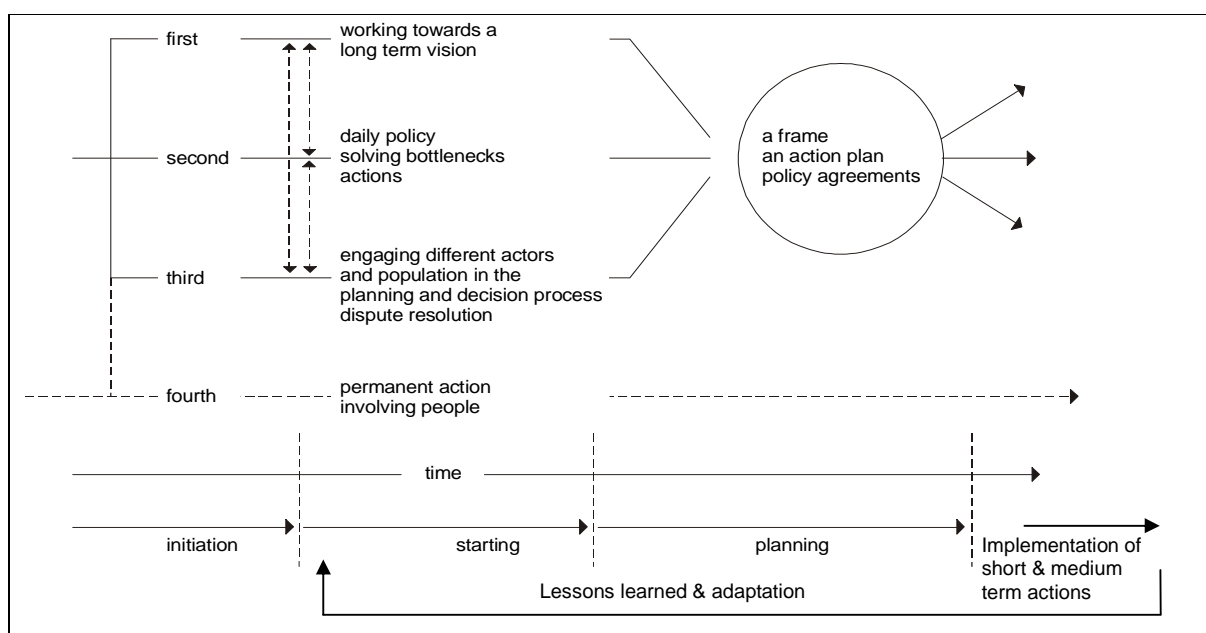 first
working towards a
long term vision
second
daily policy
solving bottlenecks
actions
a frame
an action plan
policy agreements
third
engaging different actors
and population in the
planning and decision process
dispute resolution
fourth
permanent action
involving people
time
initiation
starting
planning
Implementation of
short & medium
term actions
Lessons learned & adaptation